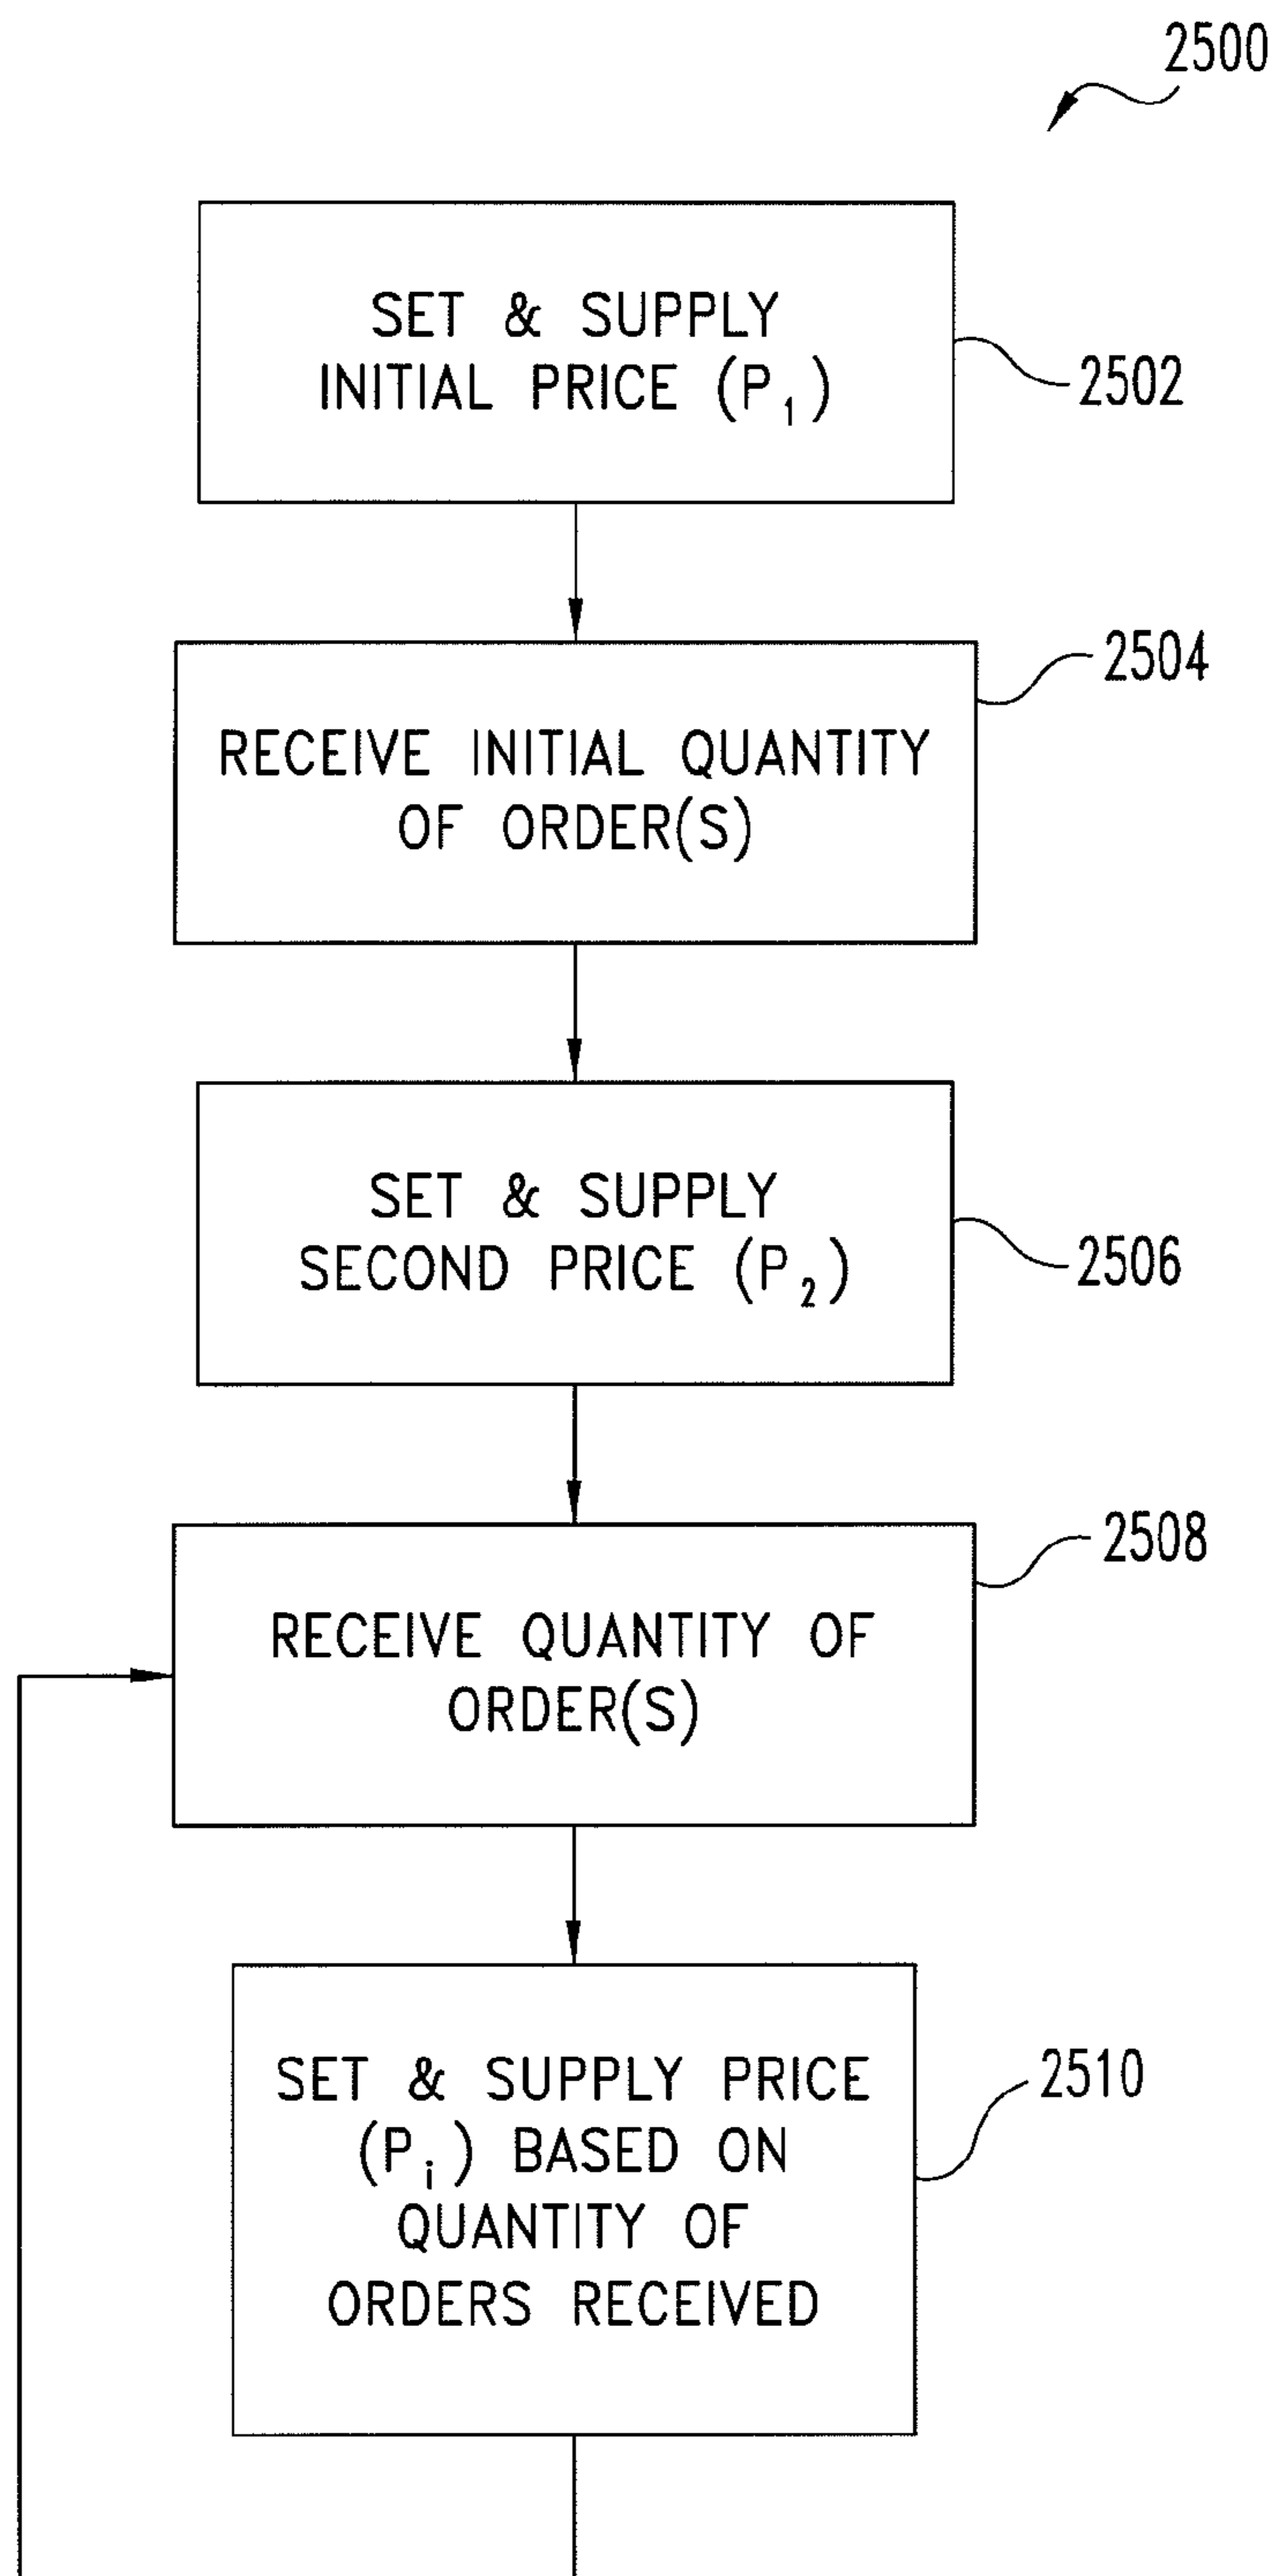 2500
SET & SUPPLY
INITIAL PRICE (P₁)
2502
2504
RECEIVE INITIAL QUANTITY
OF ORDER(S)
SET & SUPPLY
SECOND PRICE (P₂)
2506
2508
RECEIVE QUANTITY OF
ORDER(S)
SET & SUPPLY PRICE
(Pᵢ) BASED ON
QUANTITY OF
ORDERS RECEIVED
2510